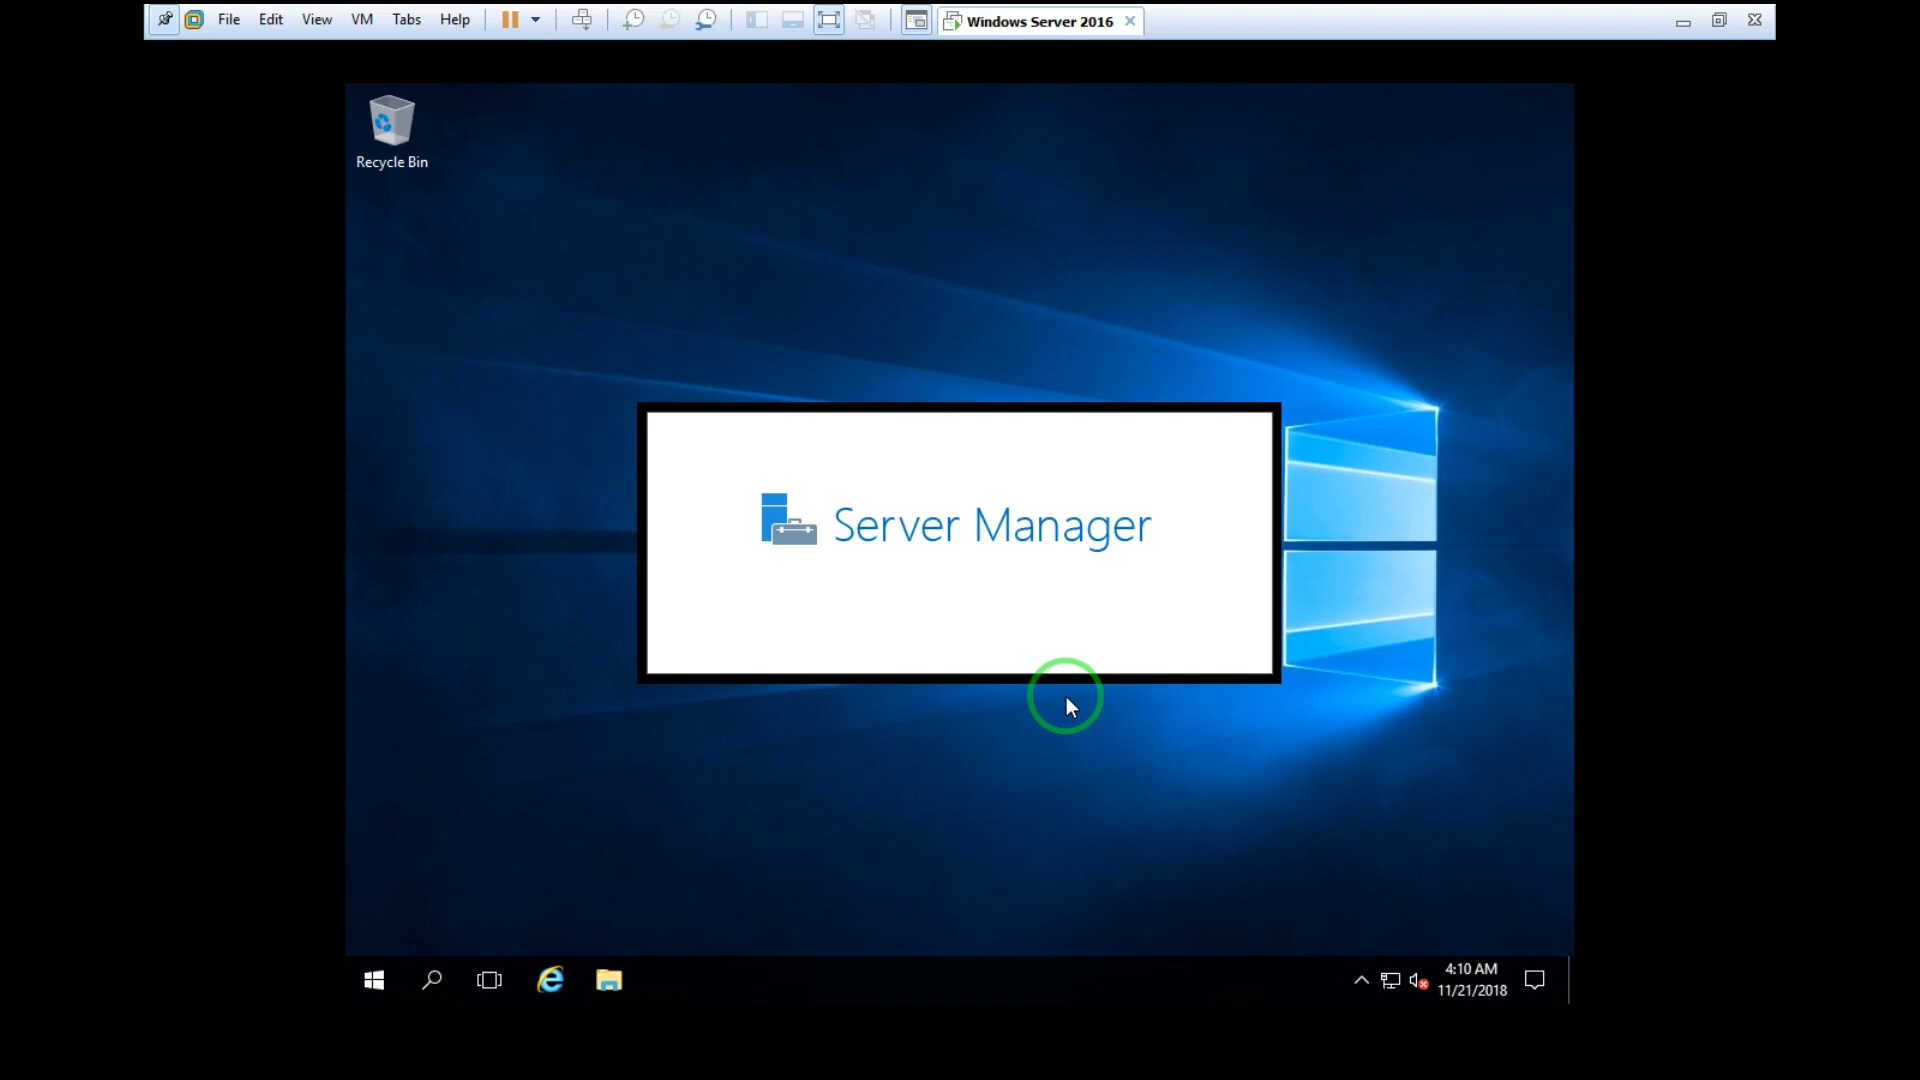 File Edit View VM Tabs Help Windows Server 2016
Recycle Bin
Server Manager
4:10 AM
11/21/2018